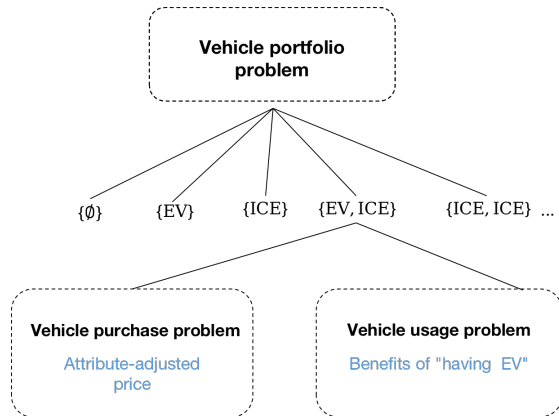 Vehicle portfolio
problem
{∅} {EV} {ICE} {EV, ICE} {ICE, ICE} ...
Vehicle purchase problem
Attribute-adjusted
price
Vehicle usage problem
Benefits of "having EV"